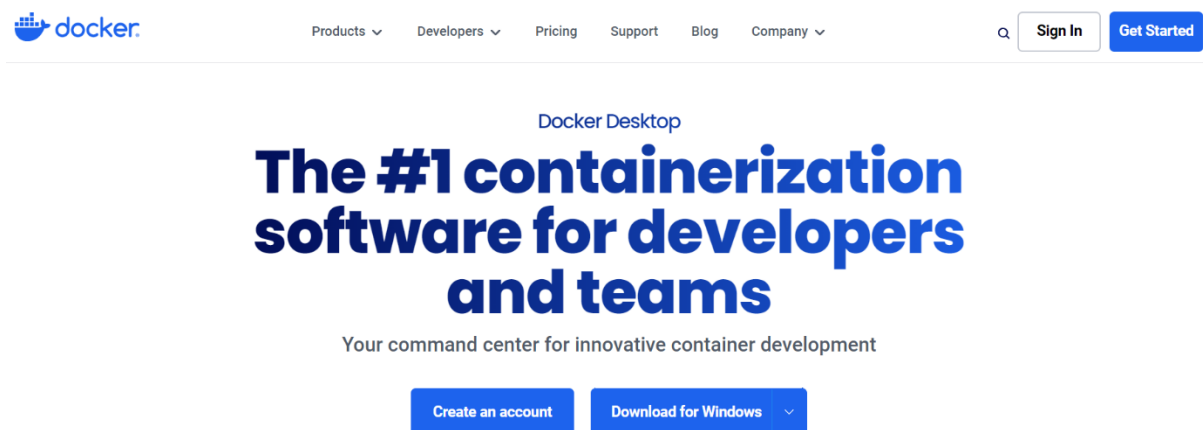 docker
Products Developers Pricing Support Blog Company Sign In Get Started
Docker Desktop
The #1 containerization
software for developers
and teams
Your command center for innovative container development
Create an account Download for Windows